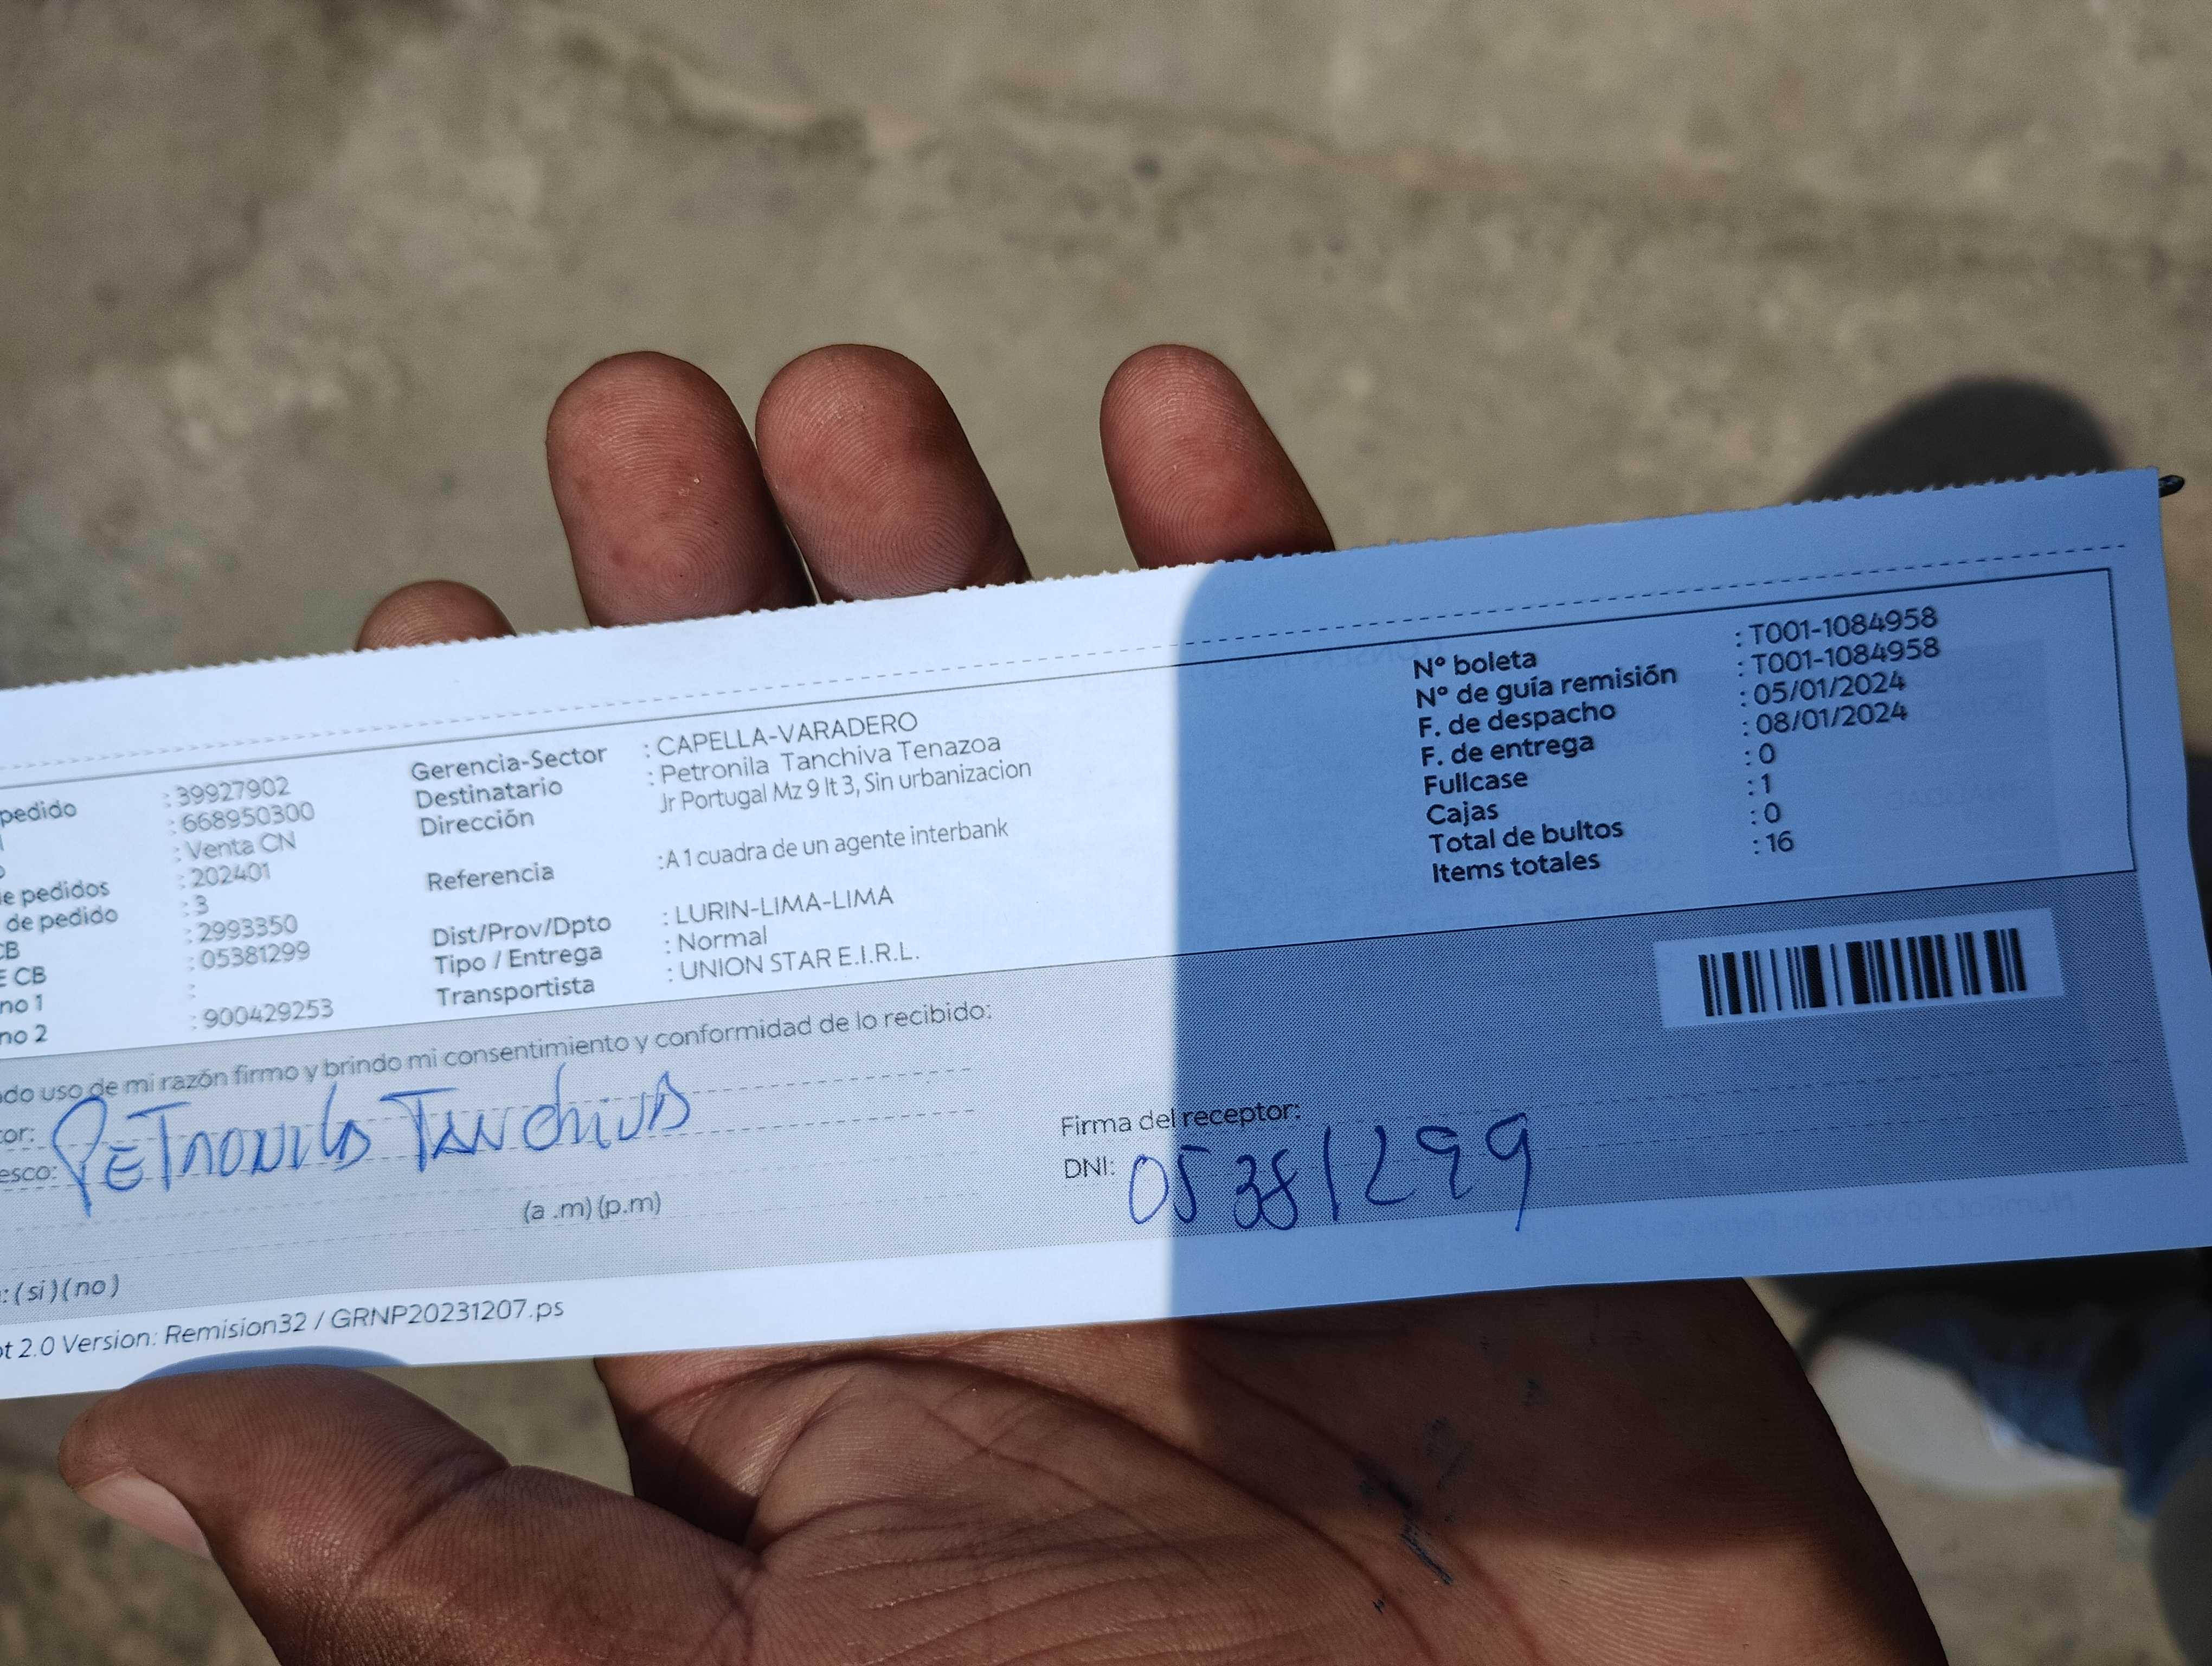 pedido : 39927902
: 668950300
: Venta CN
: 202401
de pedidos : 3
de pedido : 2993350
CB : 05381299
E CB :
no 1 : 900429253
no 2
Gerencia-Sector : CAPELLA-VARADERO
Destinatario : Petronila Tanchiva Tenazoa
Dirección Jr Portugal Mz 9 lt 3, Sin urbanizacion
Referencia :A 1 cuadra de un agente interbank
Dist/Prov/Dpto : LURIN-LIMA-LIMA
Tipo / Entrega : Normal
Transportista : UNION STAR E.I.R.L.
N° boleta : T001-1084958
N° de guía remisión : T001-1084958
F. de despacho : 05/01/2024
F. de entrega : 08/01/2024
Fullcase : 0
Cajas : 1
Total de bultos : 0
Items totales : 16
ndo uso de mi razón firmo y brindo mi consentimiento y conformidad de lo recibido:
tor: PETRONILA TANCHIVA
esco:
(a .m) (p.m)
Firma del receptor:
DNI: 05381299
: ( si ) ( no )
ot 2.0 Version: Remision32 / GRNP20231207.ps